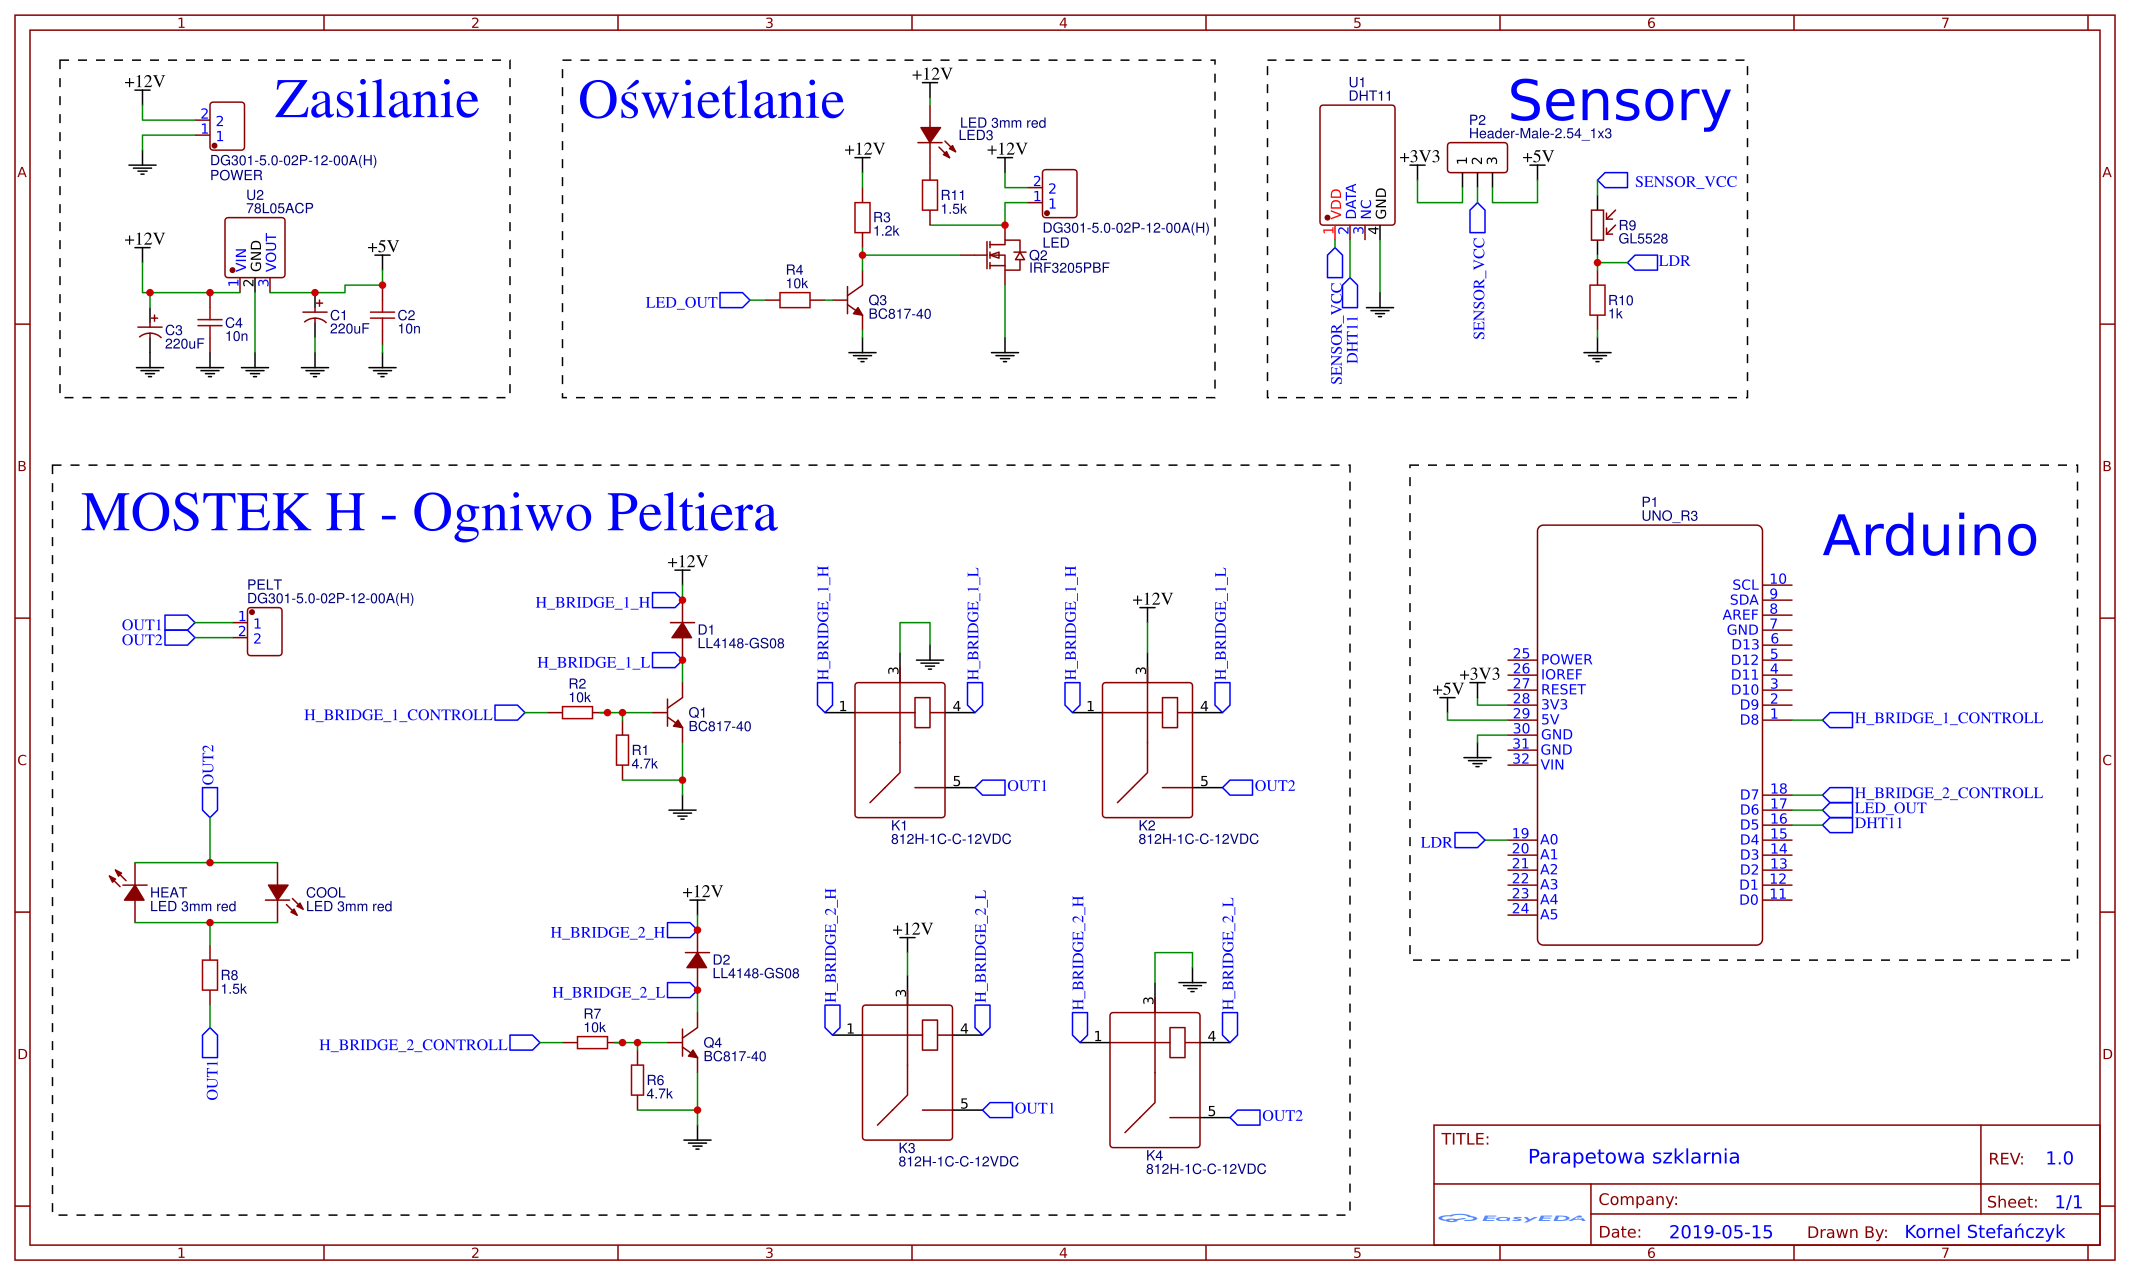 1 2 3 4 5 6 7
A
B
C
D
A
B
C
D
Zasilanie
+12V
2 2
1 1
DG301-5.0-02P-12-00A(H)
POWER
U2
78L05ACP
+12V
VIN
GND
VOUT
1
2
3
+5V
C3
220uF
C4
10n
C1
220uF
C2
10n
Oświetlanie
+12V
LED 3mm red
LED3
+12V
R3
1.2k
R11
1.5k
+12V
2 2
1 1
DG301-5.0-02P-12-00A(H)
LED
Q2
IRF3205PBF
LED_OUT
R4
10k
Q3
BC817-40
Sensory
U1
DHT11
VDD
DATA
NC
GND
1
2
3
4
SENSOR_VCC
DHT11
P2
Header-Male-2.54_1x3
+3V3
1
2
3
+5V
SENSOR_VCC
SENSOR_VCC
R9
GL5528
LDR
R10
1k
MOSTEK H - Ogniwo Peltiera
PELT
DG301-5.0-02P-12-00A(H)
OUT1 1 1
OUT2 2 2
+12V
H_BRIDGE_1_H
D1
LL4148-GS08
H_BRIDGE_1_L
R2
10k
H_BRIDGE_1_CONTROLL
Q1
BC817-40
R1
4.7k
H_BRIDGE_1_H
H_BRIDGE_1_L
3
1
4
5
OUT1
K1
812H-1C-C-12VDC
H_BRIDGE_1_H
H_BRIDGE_1_L
+12V
3
1
4
5
OUT2
K2
812H-1C-C-12VDC
OUT2
HEAT
LED 3mm red
COOL
LED 3mm red
R8
1.5k
OUT1
+12V
H_BRIDGE_2_H
D2
LL4148-GS08
H_BRIDGE_2_L
R7
10k
H_BRIDGE_2_CONTROLL
Q4
BC817-40
R6
4.7k
H_BRIDGE_2_H
H_BRIDGE_2_L
+12V
3
1
4
5
OUT1
K3
812H-1C-C-12VDC
H_BRIDGE_2_H
H_BRIDGE_2_L
3
1
4
5
OUT2
K4
812H-1C-C-12VDC
Arduino
P1
UNO_R3
+5V
+3V3
25 POWER
26 IOREF
27 RESET
28 3V3
29 5V
30 GND
31 GND
32 VIN
LDR
19 A0
20 A1
21 A2
22 A3
23 A4
24 A5
SCL 10
SDA 9
AREF 8
GND 7
D13 6
D12 5
D11 4
D10 3
D9 2
D8 1 H_BRIDGE_1_CONTROLL
D7 18 H_BRIDGE_2_CONTROLL
D6 17 LED_OUT
D5 16 DHT11
D4 15
D3 14
D2 13
D1 12
D0 11
TITLE:
Parapetowa szklarnia
REV: 1.0
EasyEDA
Company:
Sheet: 1/1
Date: 2019-05-15
Drawn By: Kornel Stefańczyk
1 2 3 4 5 6 7